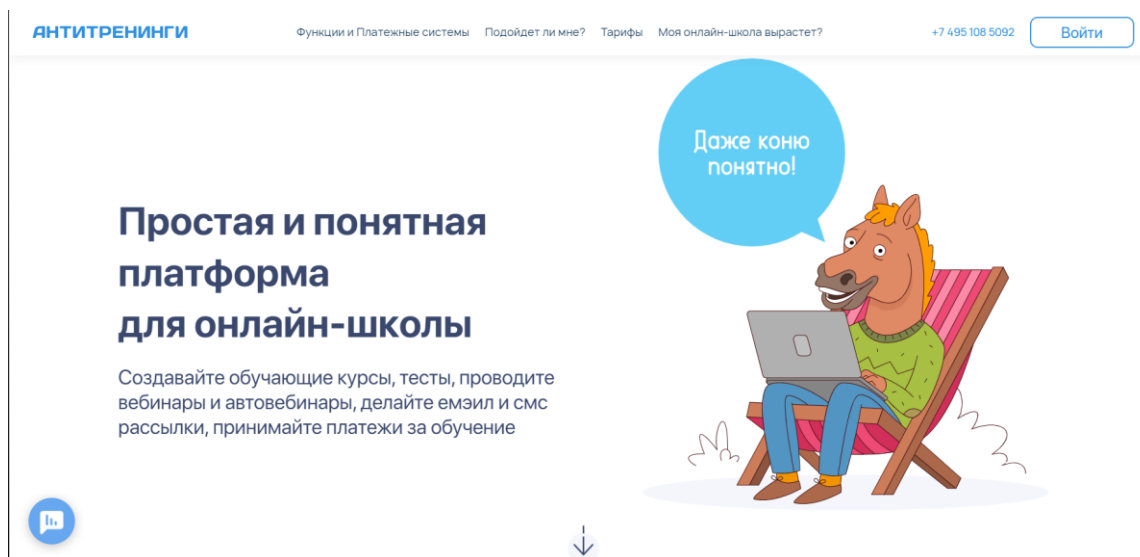 АНТИТРЕНИНГИ
Функции и Платежные системы Подойдет ли мне? Тарифы Моя онлайн-школа вырастет?
+7 495 108 5092
Войти
Даже коню
понятно!
Простая и понятная
платформа
для онлайн-школы
Создавайте обучающие курсы, тесты, проводите
вебинары и автовебинары, делайте емэил и смс
рассылки, принимайте платежи за обучение